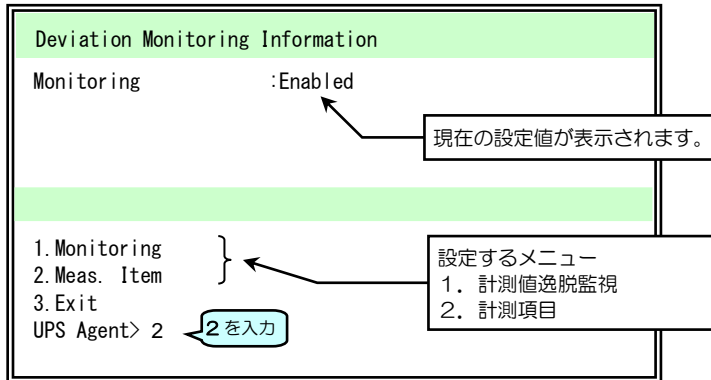 Deviation Monitoring Information
Monitoring :Enabled
現在の設定値が表示されます。
1.Monitoring
2.Meas. Item
3.Exit
UPS Agent> 2
2を入力
設定するメニュー
１．計測値逸脱監視
２．計測項目